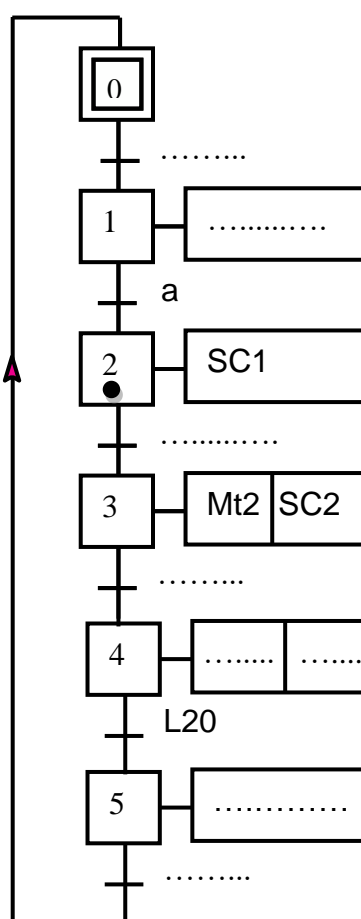 0
………...
1
….....….
a
2 SC1
….....….
3 Mt2 SC2
………...
4 …..... …....
L20
5 …..………
………...